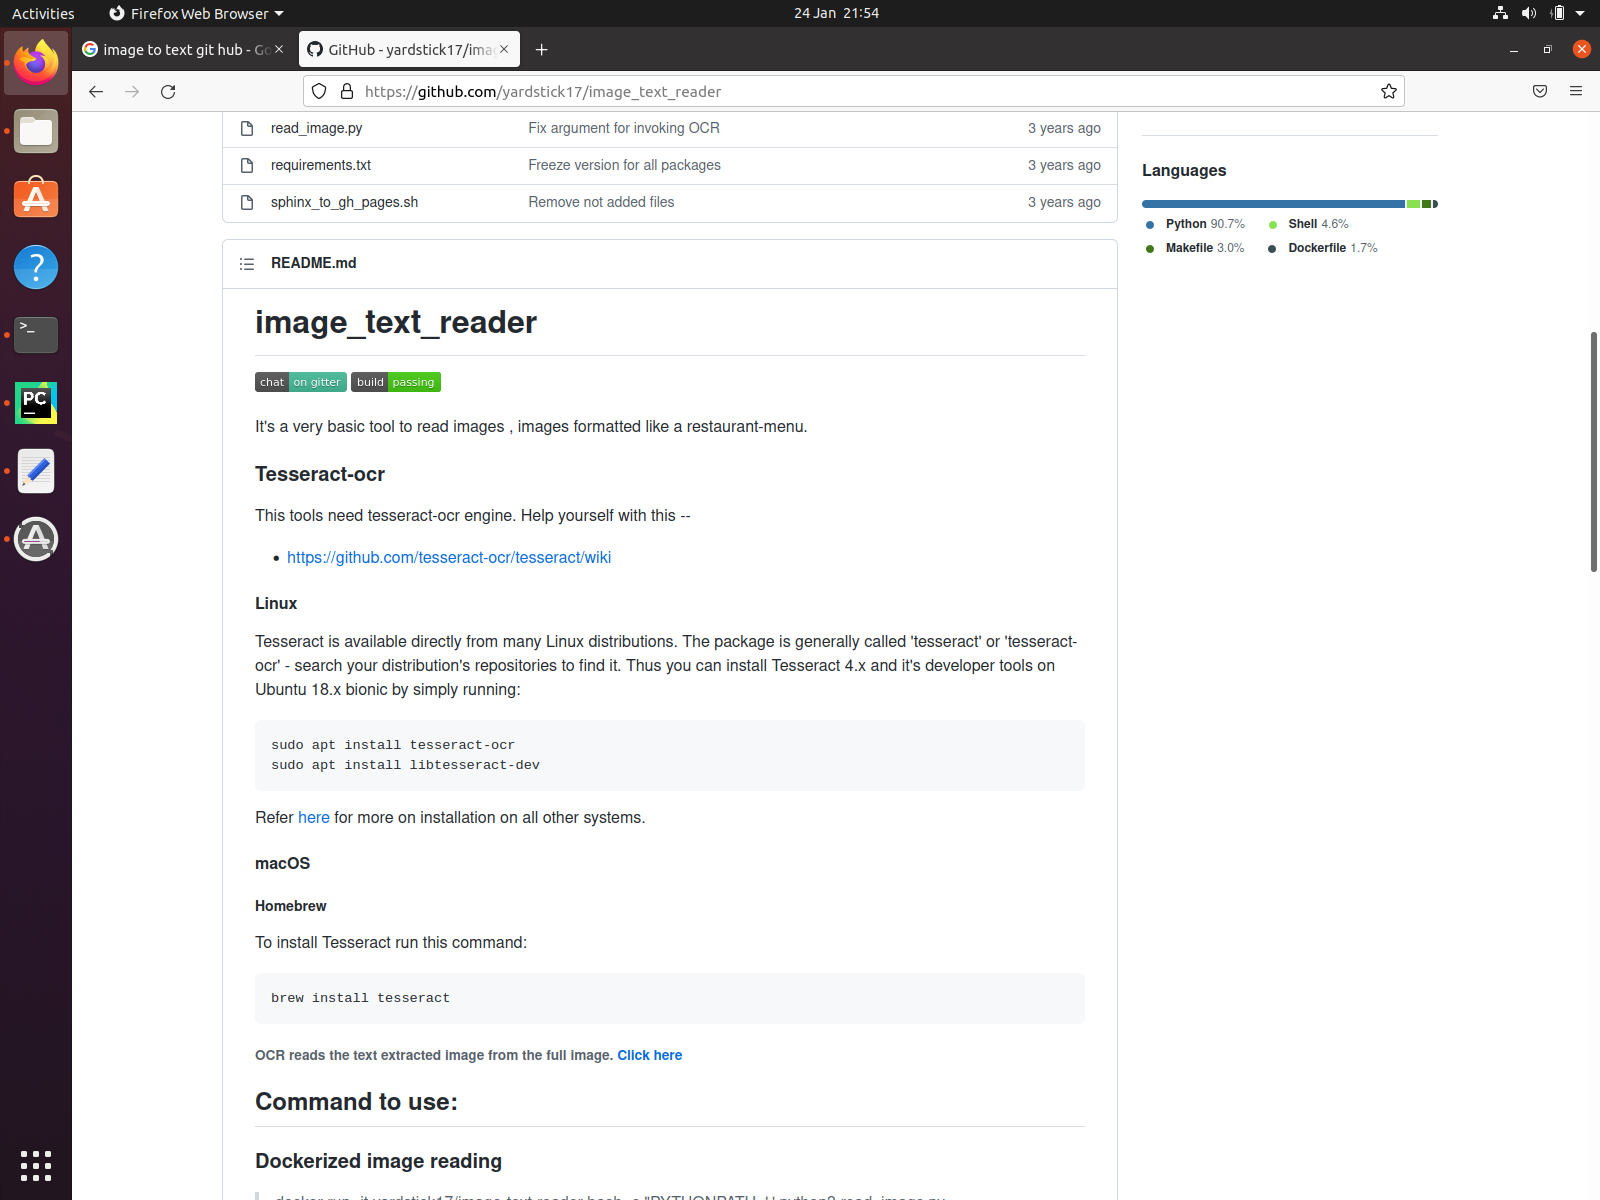 Activities
Firefox Web Browser
24 Jan 21:54
image to text git hub - Go
GitHub - yardstick17/ima
https://github.com/yardstick17/image_text_reader
read_image.py Fix argument for invoking OCR 3 years ago
requirements.txt Freeze version for all packages 3 years ago
sphinx_to_gh_pages.sh Remove not added files 3 years ago
Languages
Python 90.7% Shell 4.6%
Makefile 3.0% Dockerfile 1.7%
README.md
image_text_reader
chat on gitter build passing
It's a very basic tool to read images , images formatted like a restaurant-menu.
Tesseract-ocr
This tools need tesseract-ocr engine. Help yourself with this --
https://github.com/tesseract-ocr/tesseract/wiki
Linux
Tesseract is available directly from many Linux distributions. The package is generally called 'tesseract' or 'tesseract-
ocr' - search your distribution's repositories to find it. Thus you can install Tesseract 4.x and it's developer tools on
Ubuntu 18.x bionic by simply running:
sudo apt install tesseract-ocr
sudo apt install libtesseract-dev
Refer here for more on installation on all other systems.
macOS
Homebrew
To install Tesseract run this command:
brew install tesseract
OCR reads the text extracted image from the full image. Click here
Command to use:
Dockerized image reading
PC